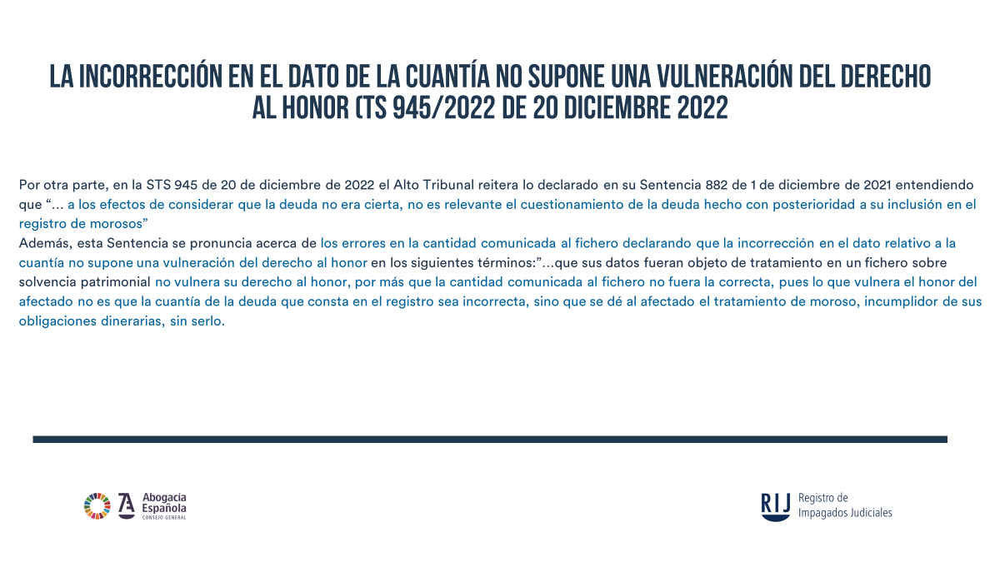 LA INCORRECCIÓN EN EL DATO DE LA CUANTÍA NO SUPONE UNA VULNERACIÓN DEL DERECHO
AL HONOR (TS 945/2022 DE 20 DICIEMBRE 2022
Por otra parte, en la STS 945 de 20 de diciembre de 2022 el Alto Tribunal reitera lo declarado en su Sentencia 882 de 1 de diciembre de 2021 entendiendo
que “... a los efectos de considerar que la deuda no era cierta, no es relevante el cuestionamiento de la deuda hecho con posterioridad a su inclusión en el
registro de morosos”
Además, esta Sentencia se pronuncia acerca de los errores en la cantidad comunicada al fichero declarando que la incorrección en el dato relativo a la
cuantía no supone una vulneración del derecho al honor en los siguientes términos:”...que sus datos fueran objeto de tratamiento en un fichero sobre
solvencia patrimonial no vulnera su derecho al honor, por más que la cantidad comunicada al fichero no fuera la correcta, pues lo que vulnera el honor del
afectado no es que la cuantía de la deuda que consta en el registro sea incorrecta, sino que se dé al afectado el tratamiento de moroso, incumplidor de sus
obligaciones dinerarias, sin serlo.
Abogacía
Española
CONSEJO GENERAL
RIJ
Registro de
Impagados Judiciales